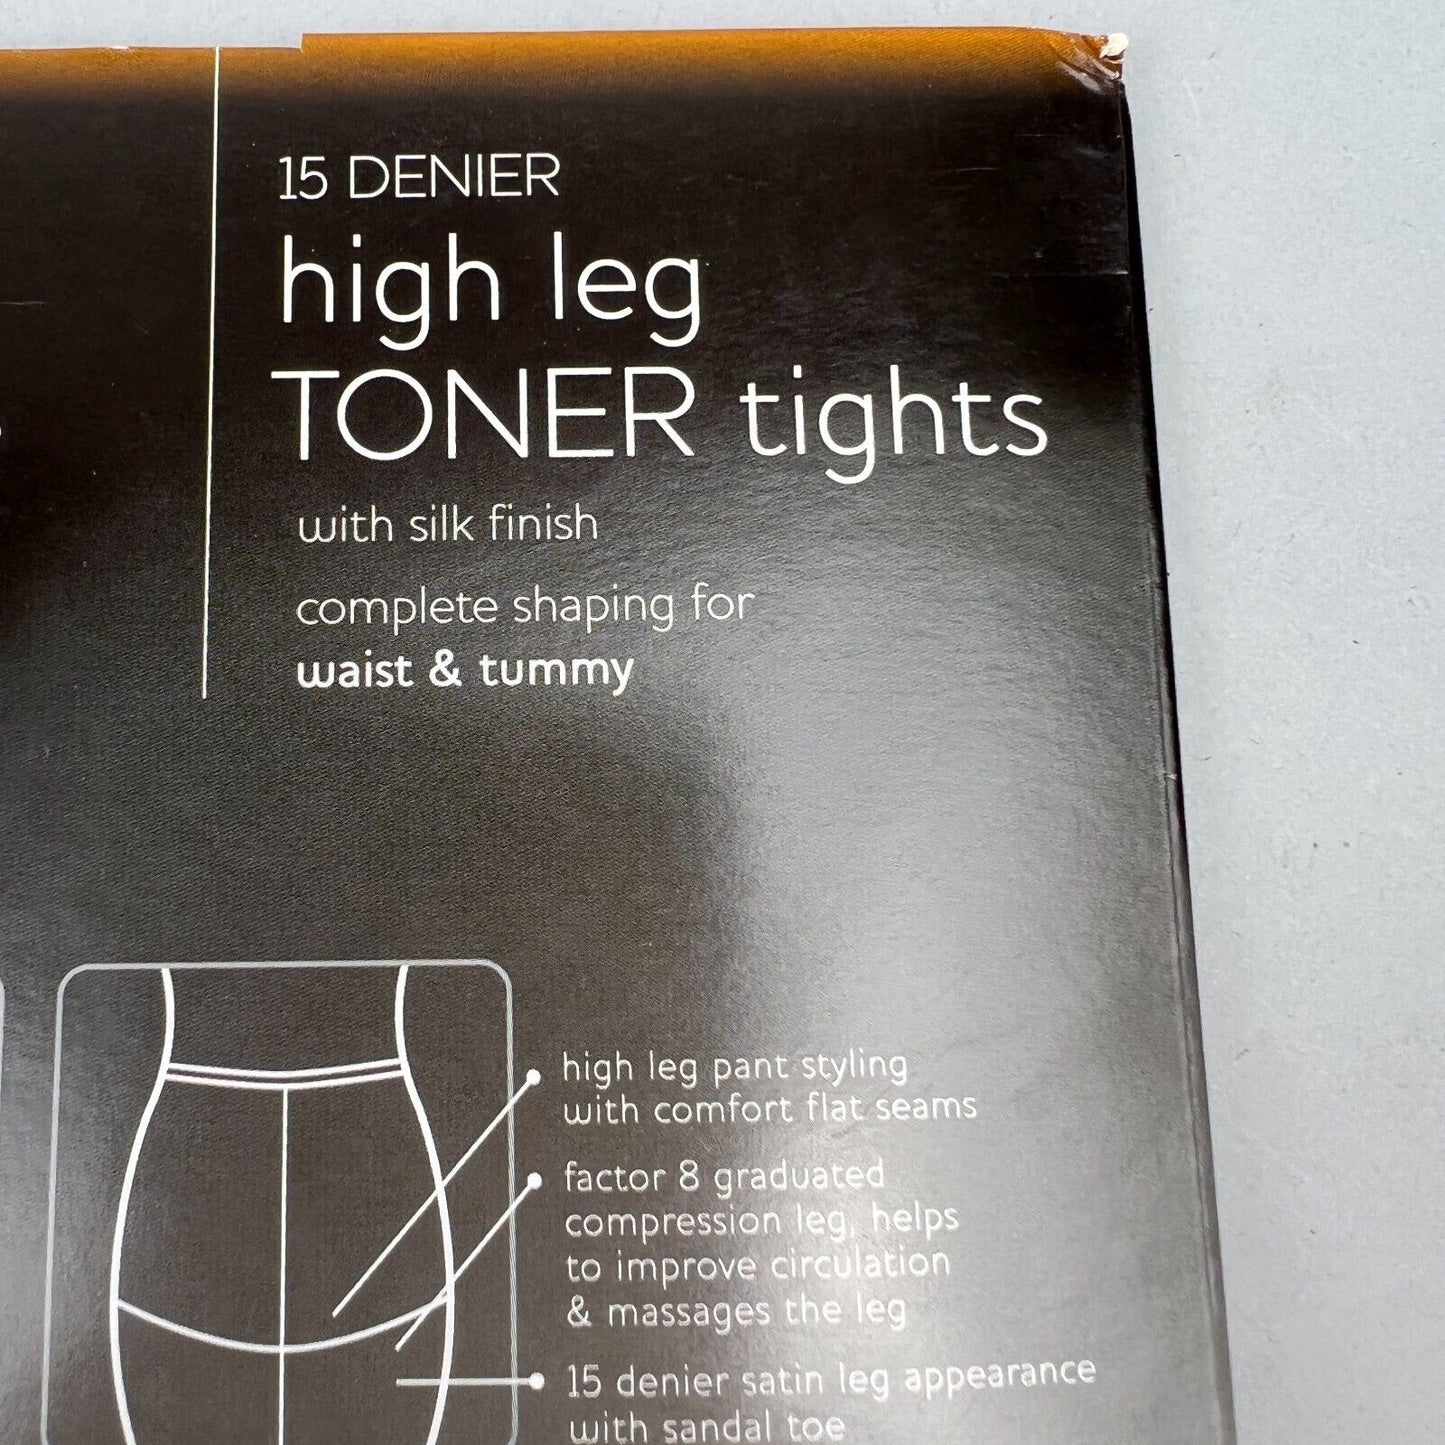 15 DENIER
high leg
TONER tights
with silk finish
complete shaping for
waist & tummy
high leg pant styling
with comfort flat seams
factor 8 graduated
compression leg, helps
to improve circulation
& massages the leg
15 denier satin leg appearance
with sandal toe